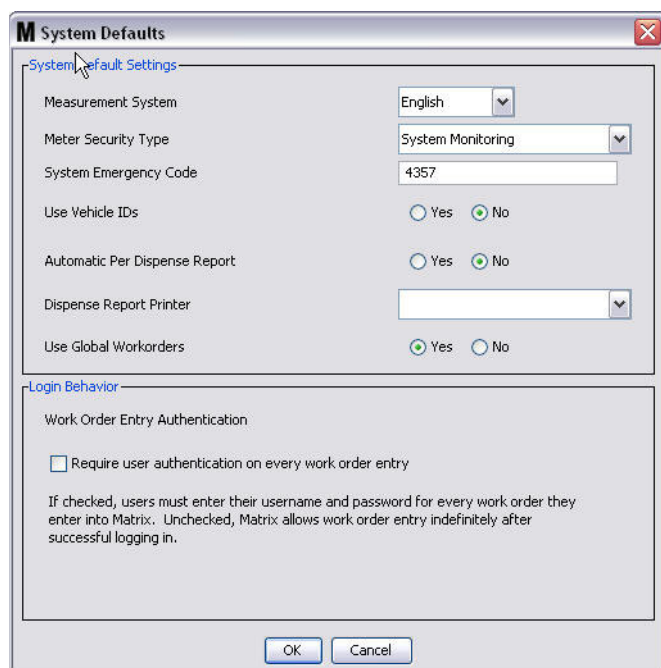 M System Defaults
System Default Settings
Measurement System English
Meter Security Type System Monitoring
System Emergency Code 4357
Use Vehicle IDs Yes No
Automatic Per Dispense Report Yes No
Dispense Report Printer
Use Global Workorders Yes No
Login Behavior
Work Order Entry Authentication
Require user authentication on every work order entry
If checked, users must enter their username and password for every work order they
enter into Matrix. Unchecked, Matrix allows work order entry indefinitely after
successful logging in.
OK Cancel